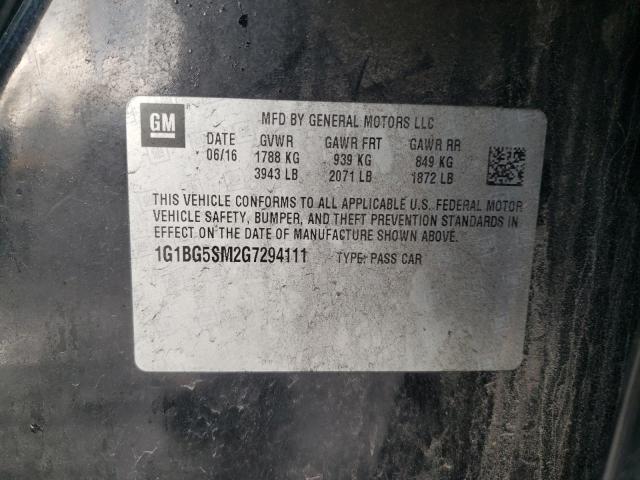 GM
MFD BY GENERAL MOTORS LLC
DATE GVWR GAWR FRT GAWR RR
06/16 1788 KG 939 KG 849 KG
3943 LB 2071 LB 1872 LB
THIS VEHICLE CONFORMS TO ALL APPLICABLE U.S. FEDERAL MOTOR
VEHICLE SAFETY, BUMPER, AND THEFT PREVENTION STANDARDS IN
EFFECT ON THE DATE OF MANUFACTURE SHOWN ABOVE.
1G1BG5SM2G7294111 TYPE: PASS CAR